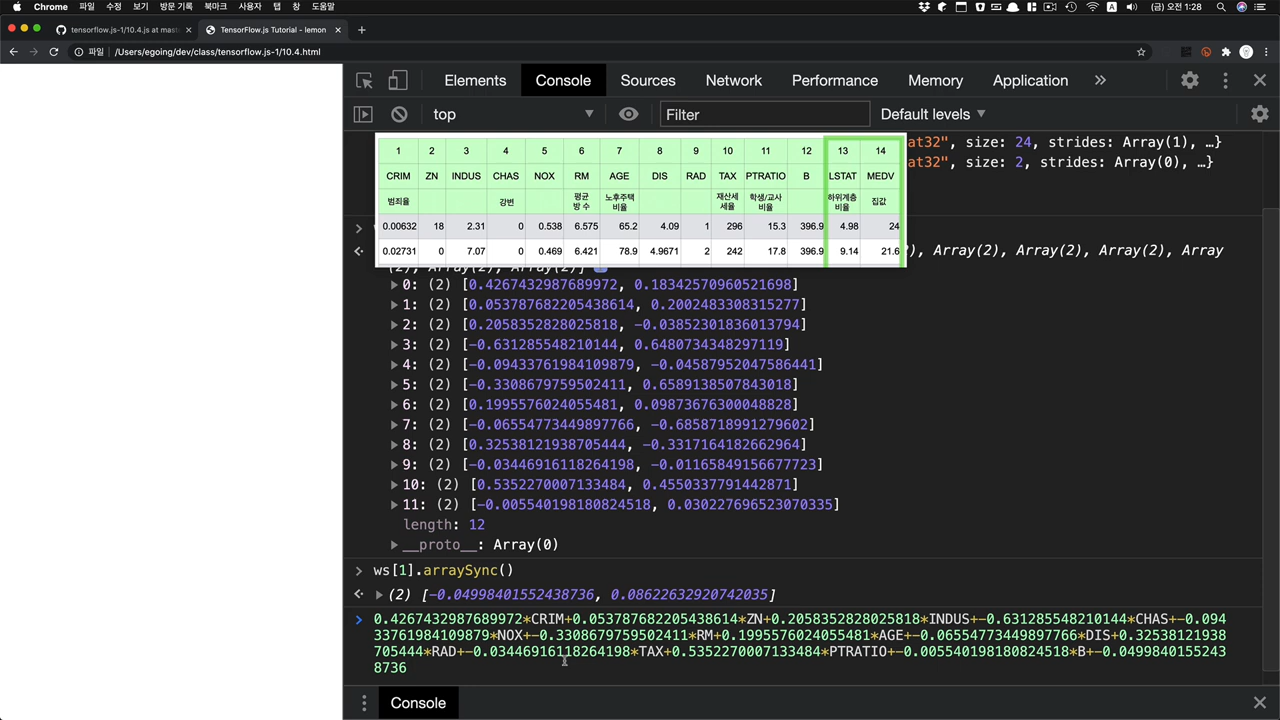 Chrome 파일 수정 보기 방문 기록 북마크 사용자 탭 창 도움말 (금) 오전 1:28
tensorflow.js-1/10.4.js at mast × TensorFlow.js Tutorial - lemon × +
파일 /Users/egoing/dev/class/tensorflow.js-1/10.4.html
Elements Console Sources Network Performance Memory Application »
top Filter Default levels
at32", size: 24, strides: Array(1), …}
at32", size: 2, strides: Array(0), …}
1 2 3 4 5 6 7 8 9 10 11 12 13 14
CRIM ZN INDUS CHAS NOX RM AGE DIS RAD TAX PTRATIO B LSTAT MEDV
범죄율 강변 평균 방 수 노후주택 비율 재산세 세율 학생/교사 비율 하위계층 비율 집값
0.00632 18 2.31 0 0.538 6.575 65.2 4.09 1 296 15.3 396.9 4.98 24
0.02731 0 7.07 0 0.469 6.421 78.9 4.9671 2 242 17.8 396.9 9.14 21.6
), Array(2), Array(2), Array(2), Array
(2), Array(2), Array(2)]
0: (2) [0.4267432987689972, 0.18342570960521698]
1: (2) [0.053787682205438614, 0.2002483308315277]
2: (2) [0.2058352828025818, -0.03852301836013794]
3: (2) [-0.631285548210144, 0.6480734348297119]
4: (2) [-0.09433761984109879, -0.04587952047586441]
5: (2) [-0.3308679759502411, 0.6589138507843018]
6: (2) [0.1995576024055481, 0.09873676300048828]
7: (2) [-0.06554773449897766, -0.6858718991279602]
8: (2) [0.32538121938705444, -0.3317164182662964]
9: (2) [-0.03446916118264198, -0.01165849156677723]
10: (2) [0.5352270007133484, 0.4550337791442871]
11: (2) [-0.005540198180824518, 0.030227696523070335]
length: 12
__proto__: Array(0)
ws[1].arraySync()
(2) [-0.04998401552438736, 0.08622632920742035]
0.4267432987689972*CRIM+0.053787682205438614*ZN+0.2058352828025818*INDUS+-0.631285548210144*CHAS+-0.094
33761984109879*NOX+-0.3308679759502411*RM+0.1995576024055481*AGE+-0.06554773449897766*DIS+0.32538121938
705444*RAD+-0.03446916118264198*TAX+0.5352270007133484*PTRATIO+-0.005540198180824518*B+-0.0499840155243
8736
Console